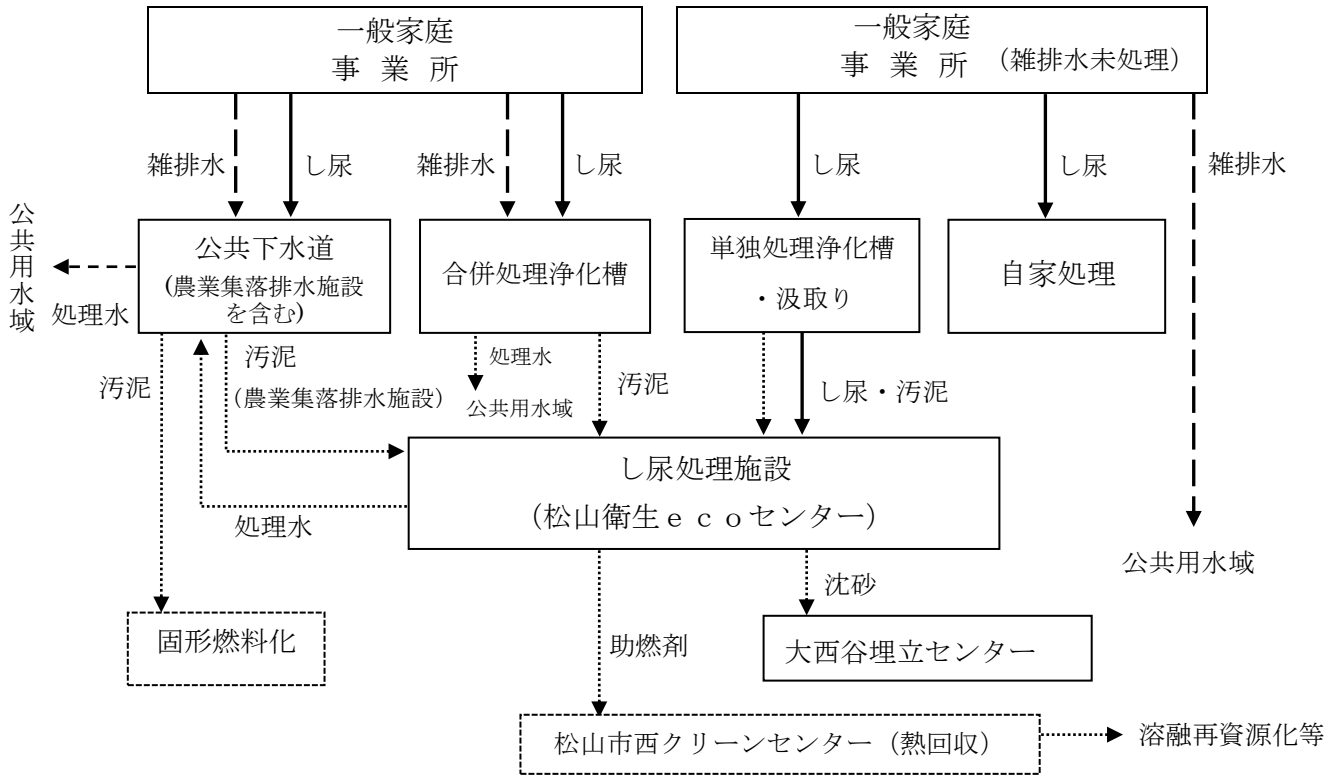 一般家庭
事　業　所
一般家庭
事　業　所　（雑排水未処理）
雑排水
し尿
雑排水
し尿
し尿
し尿
雑排水
公共用水域
処理水
公共下水道
(農業集落排水施設
を含む)
合併処理浄化槽
単独処理浄化槽
・汲取り
自家処理
汚泥
汚泥
(農業集落排水施設)
処理水
公共用水域
汚泥
し尿・汚泥
し尿処理施設
（松山衛生ｅｃｏセンター）
処理水
公共用水域
沈砂
助燃剤
固形燃料化
大西谷埋立センター
松山市西クリーンセンター（熱回収）
溶融再資源化等